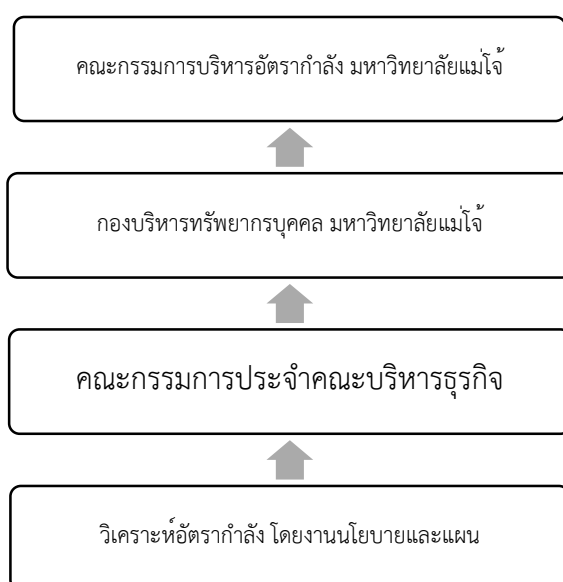 คณะกรรมการบริหารอัตรากำลัง มหาวิทยาลัยแม่โจ้
กองบริหารทรัพยากรบุคคล มหาวิทยาลัยแม่โจ้
คณะกรรมการประจำคณะบริหารธุรกิจ
วิเคราะห์อัตรากำลัง โดยงานนโยบายและแผน